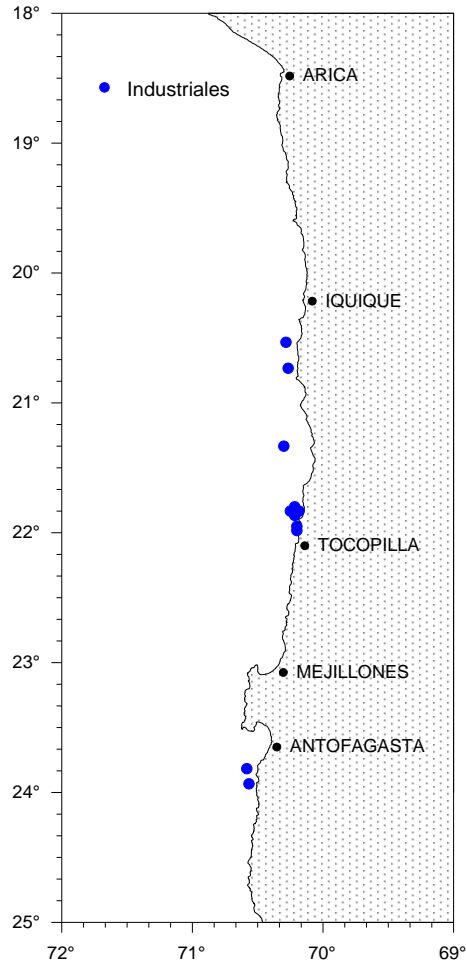 18°
ARICA
Industriales
19°
20°
IQUIQUE
21°
22°
TOCOPILLA
23°
MEJILLONES
ANTOFAGASTA
24°
25°
72°
71°
70°
69°